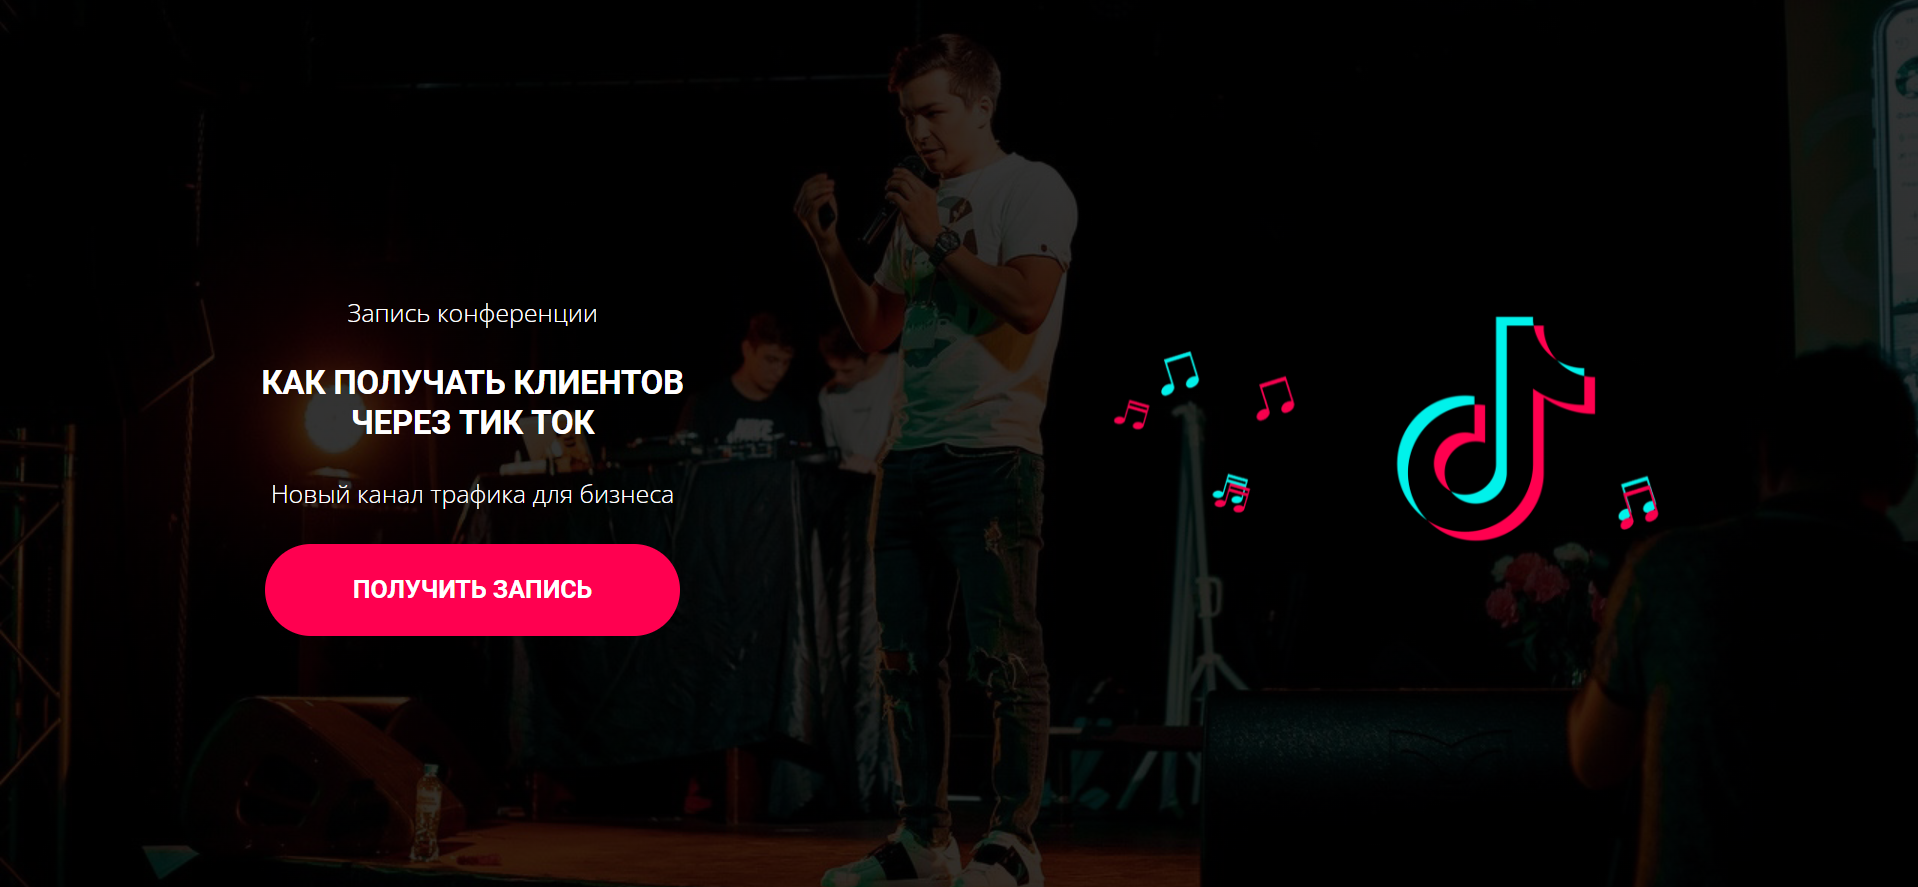 Запись конференции
КАК ПОЛУЧАТЬ КЛИЕНТОВ
ЧЕРЕЗ ТИК ТОК
Новый канал трафика для бизнеса
ПОЛУЧИТЬ ЗАПИСЬ